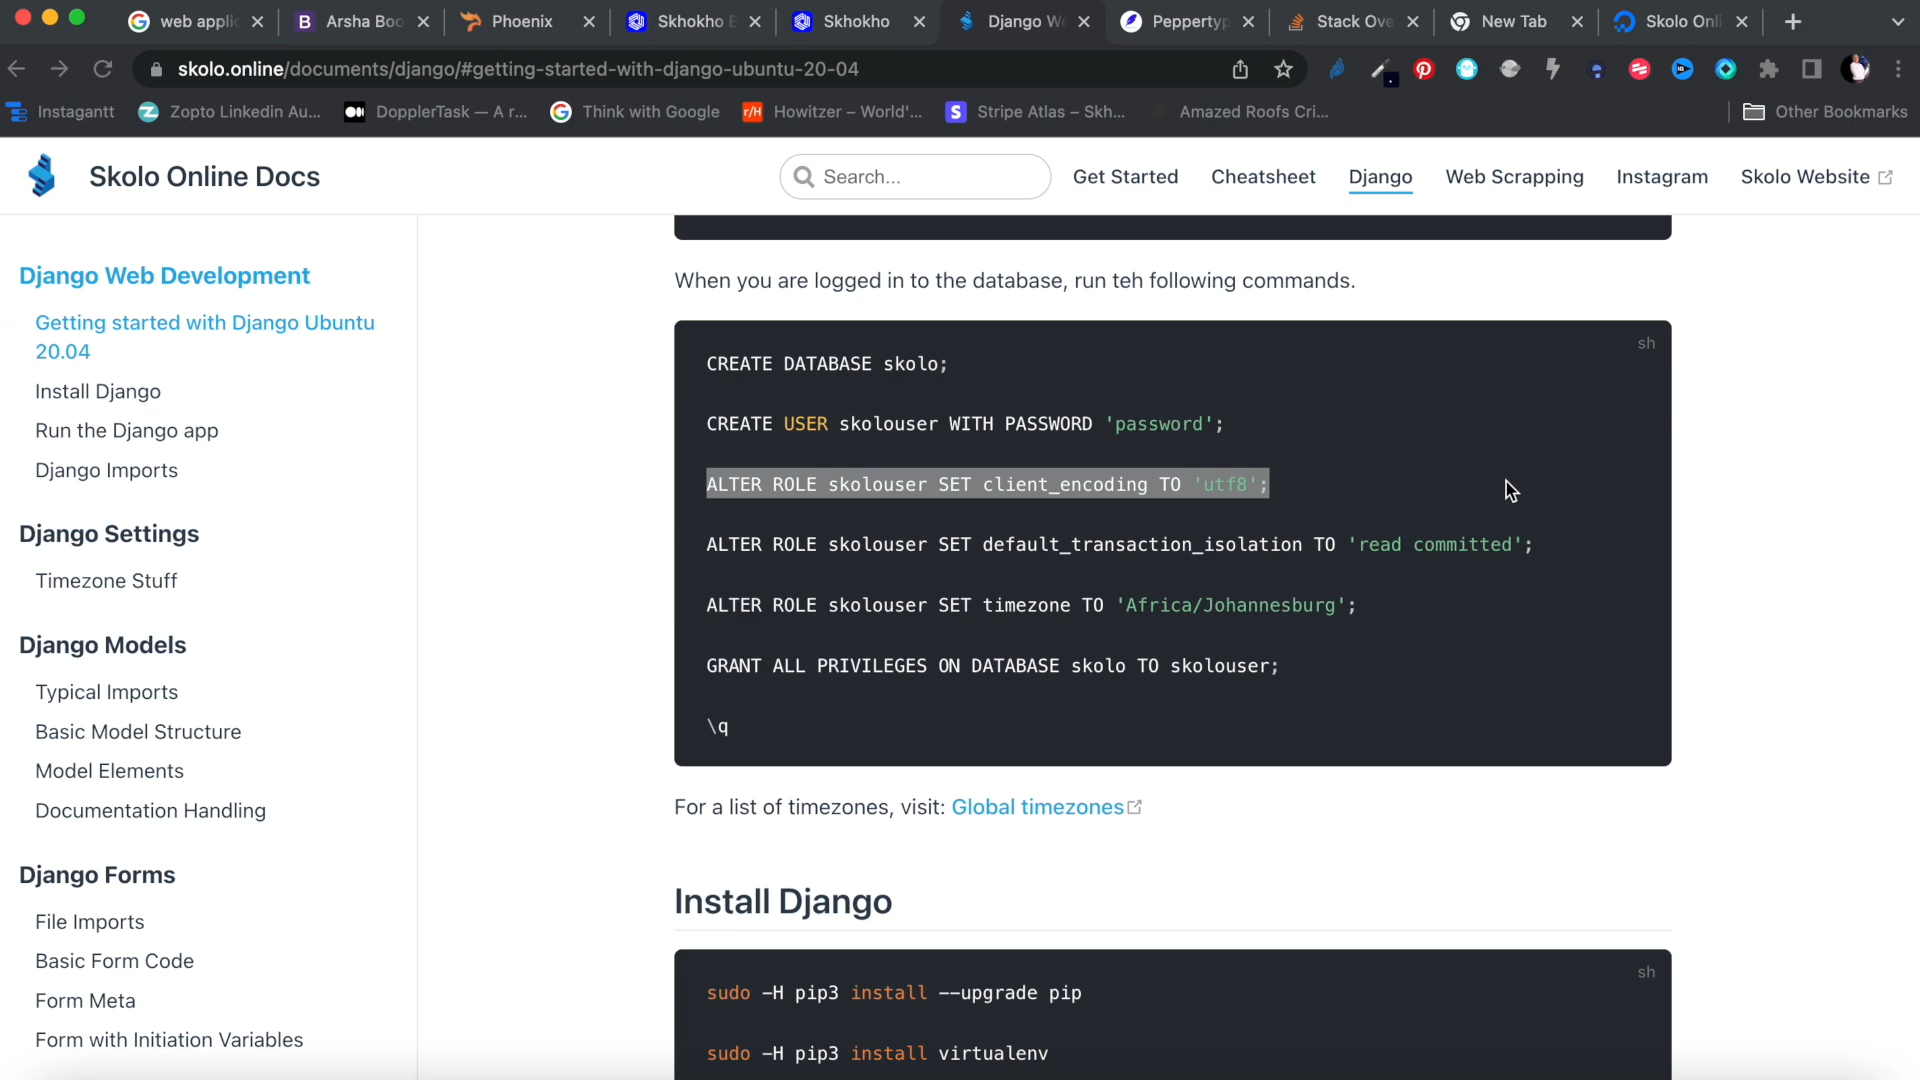 web applic
Arsha Boo
Phoenix
Skhokho B
Skhokho
Django We
Peppertyp
Stack Ove
New Tab
Skolo Onli
skolo.online/documents/django/#getting-started-with-django-ubuntu-20-04
Instagantt
Zopto Linkedin Au...
DopplerTask — A r...
Think with Google
r/H
Howitzer – World'...
S
Stripe Atlas – Skh...
Amazed Roofs Cri...
Other Bookmarks
Skolo Online Docs
Search...
Get Started
Cheatsheet
Django
Web Scrapping
Instagram
Skolo Website
Django Web Development
Getting started with Django Ubuntu
20.04
Install Django
Run the Django app
Django Imports
Django Settings
Timezone Stuff
Django Models
Typical Imports
Basic Model Structure
Model Elements
Documentation Handling
Django Forms
File Imports
Basic Form Code
Form Meta
Form with Initiation Variables
When you are logged in to the database, run teh following commands.
sh
CREATE DATABASE skolo;
CREATE USER skolouser WITH PASSWORD 'password';
ALTER ROLE skolouser SET client_encoding TO 'utf8';
ALTER ROLE skolouser SET default_transaction_isolation TO 'read committed';
ALTER ROLE skolouser SET timezone TO 'Africa/Johannesburg';
GRANT ALL PRIVILEGES ON DATABASE skolo TO skolouser;
\q
For a list of timezones, visit: Global timezones
Install Django
sh
sudo -H pip3 install --upgrade pip
sudo -H pip3 install virtualenv